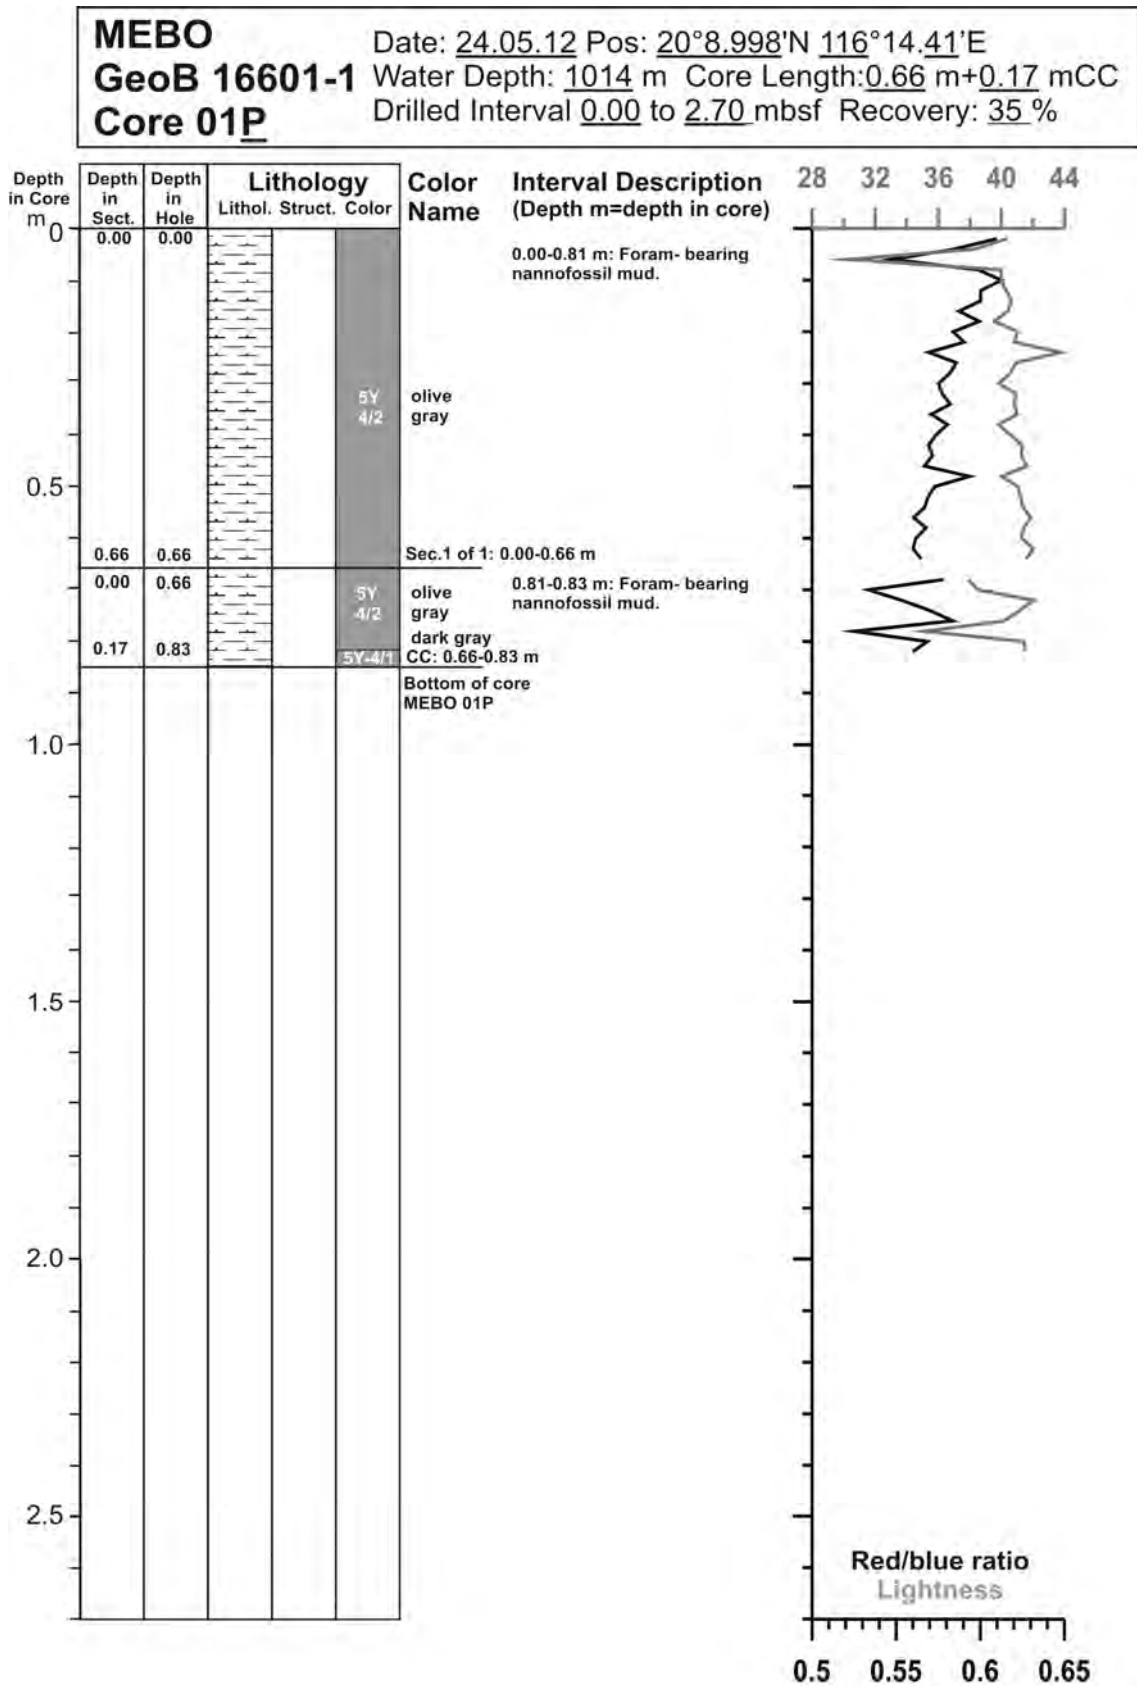 MEBO
GeoB 16601-1
Core 01P
Date: 24.05.12 Pos: 20°8.998'N 116°14.41'E
Water Depth: 1014 m Core Length:0.66 m+0.17 mCC
Drilled Interval 0.00 to 2.70 mbsf Recovery: 35 %
Depth
in Core
m
Depth
in
Sect.
Depth
in
Hole
Lithology
Lithol. Struct. Color
Color
Name
Interval Description
(Depth m=depth in core)
28 32 36 40 44
0
0.00 0.00
0.00-0.81 m: Foram- bearing
nannofossil mud.
5Y
4/2
olive
gray
0.5
0.66 0.66
Sec.1 of 1: 0.00-0.66 m
0.00 0.66
5Y
4/2
olive
gray
0.81-0.83 m: Foram- bearing
nannofossil mud.
dark gray
0.17 0.83
5Y-4/1
CC: 0.66-0.83 m
Bottom of core
MEBO 01P
1.0
1.5
2.0
2.5
Red/blue ratio
Lightness
0.5 0.55 0.6 0.65